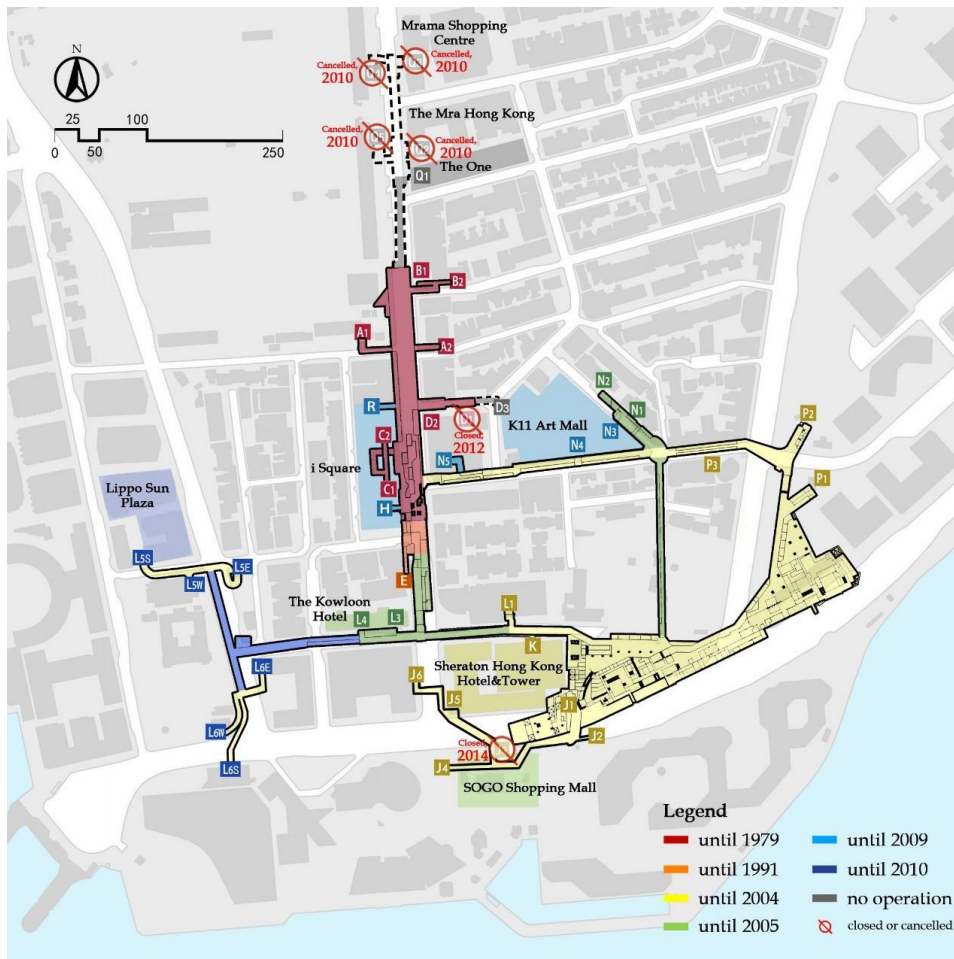 Mrama Shopping
Centre
Cancelled,
2010
Cancelled,
2010
N
25
100
0
50
250
The Mra Hong Kong
Cancelled,
2010
Cancelled,
2010
The One
Q1
B1
B2
A1
A2
R
D2
D3
Closed,
2012
K11 Art Mall
N2
N1
N3
N4
N5
P2
P3
P1
C2
i Square
C1
H
Lippo Sun
Plaza
L5S
L5W
L5E
E
The Kowloon
Hotel
L4
L3
L1
K
Sheraton Hong Kong
Hotel&Tower
L6E
L6W
L6S
J6
J5
J1
J2
Closed,
2014
J4
SOGO Shopping Mall
Legend
until 1979
until 1991
until 2004
until 2005
until 2009
until 2010
no operation
closed or cancelled